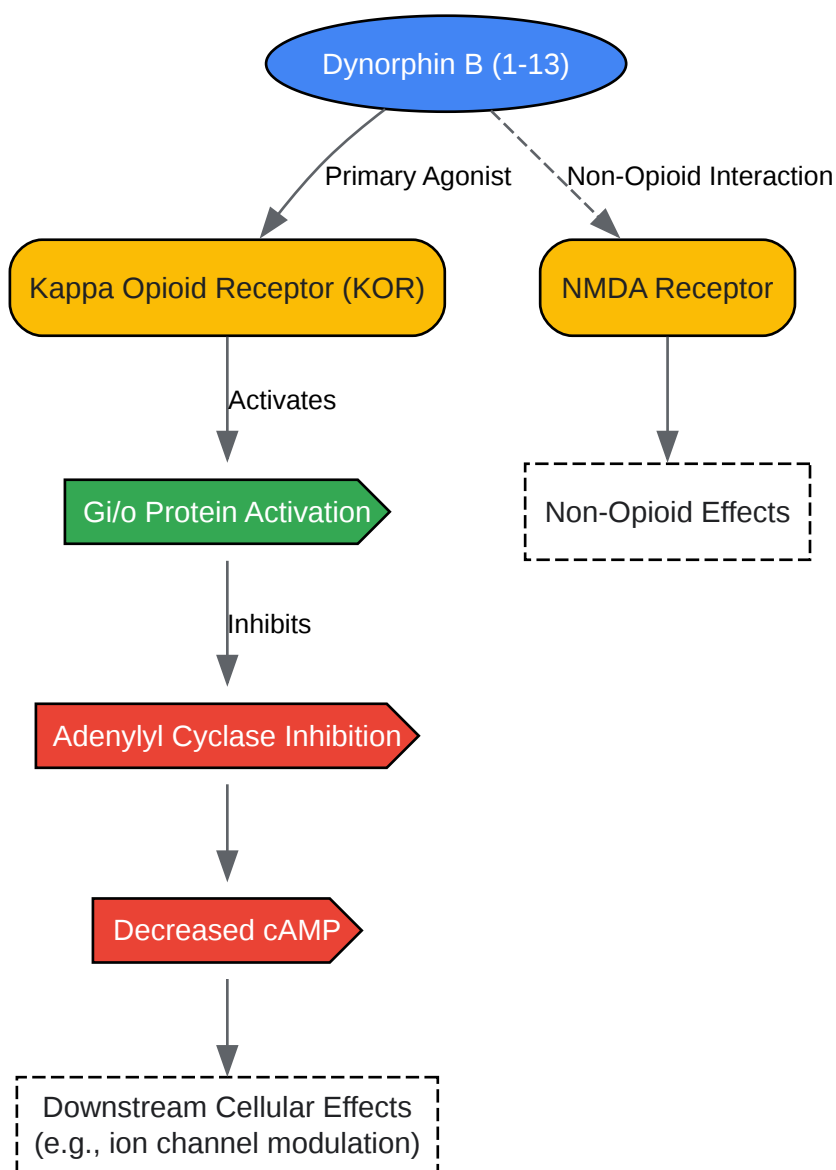 Dynorphin B (1-13)
Primary Agonist
Non-Opioid Interaction
Kappa Opioid Receptor (KOR)
NMDA Receptor
Activates
Gi/o Protein Activation
Non-Opioid Effects
Inhibits
Adenylyl Cyclase Inhibition
Decreased cAMP
Downstream Cellular Effects
(e.g., ion channel modulation)